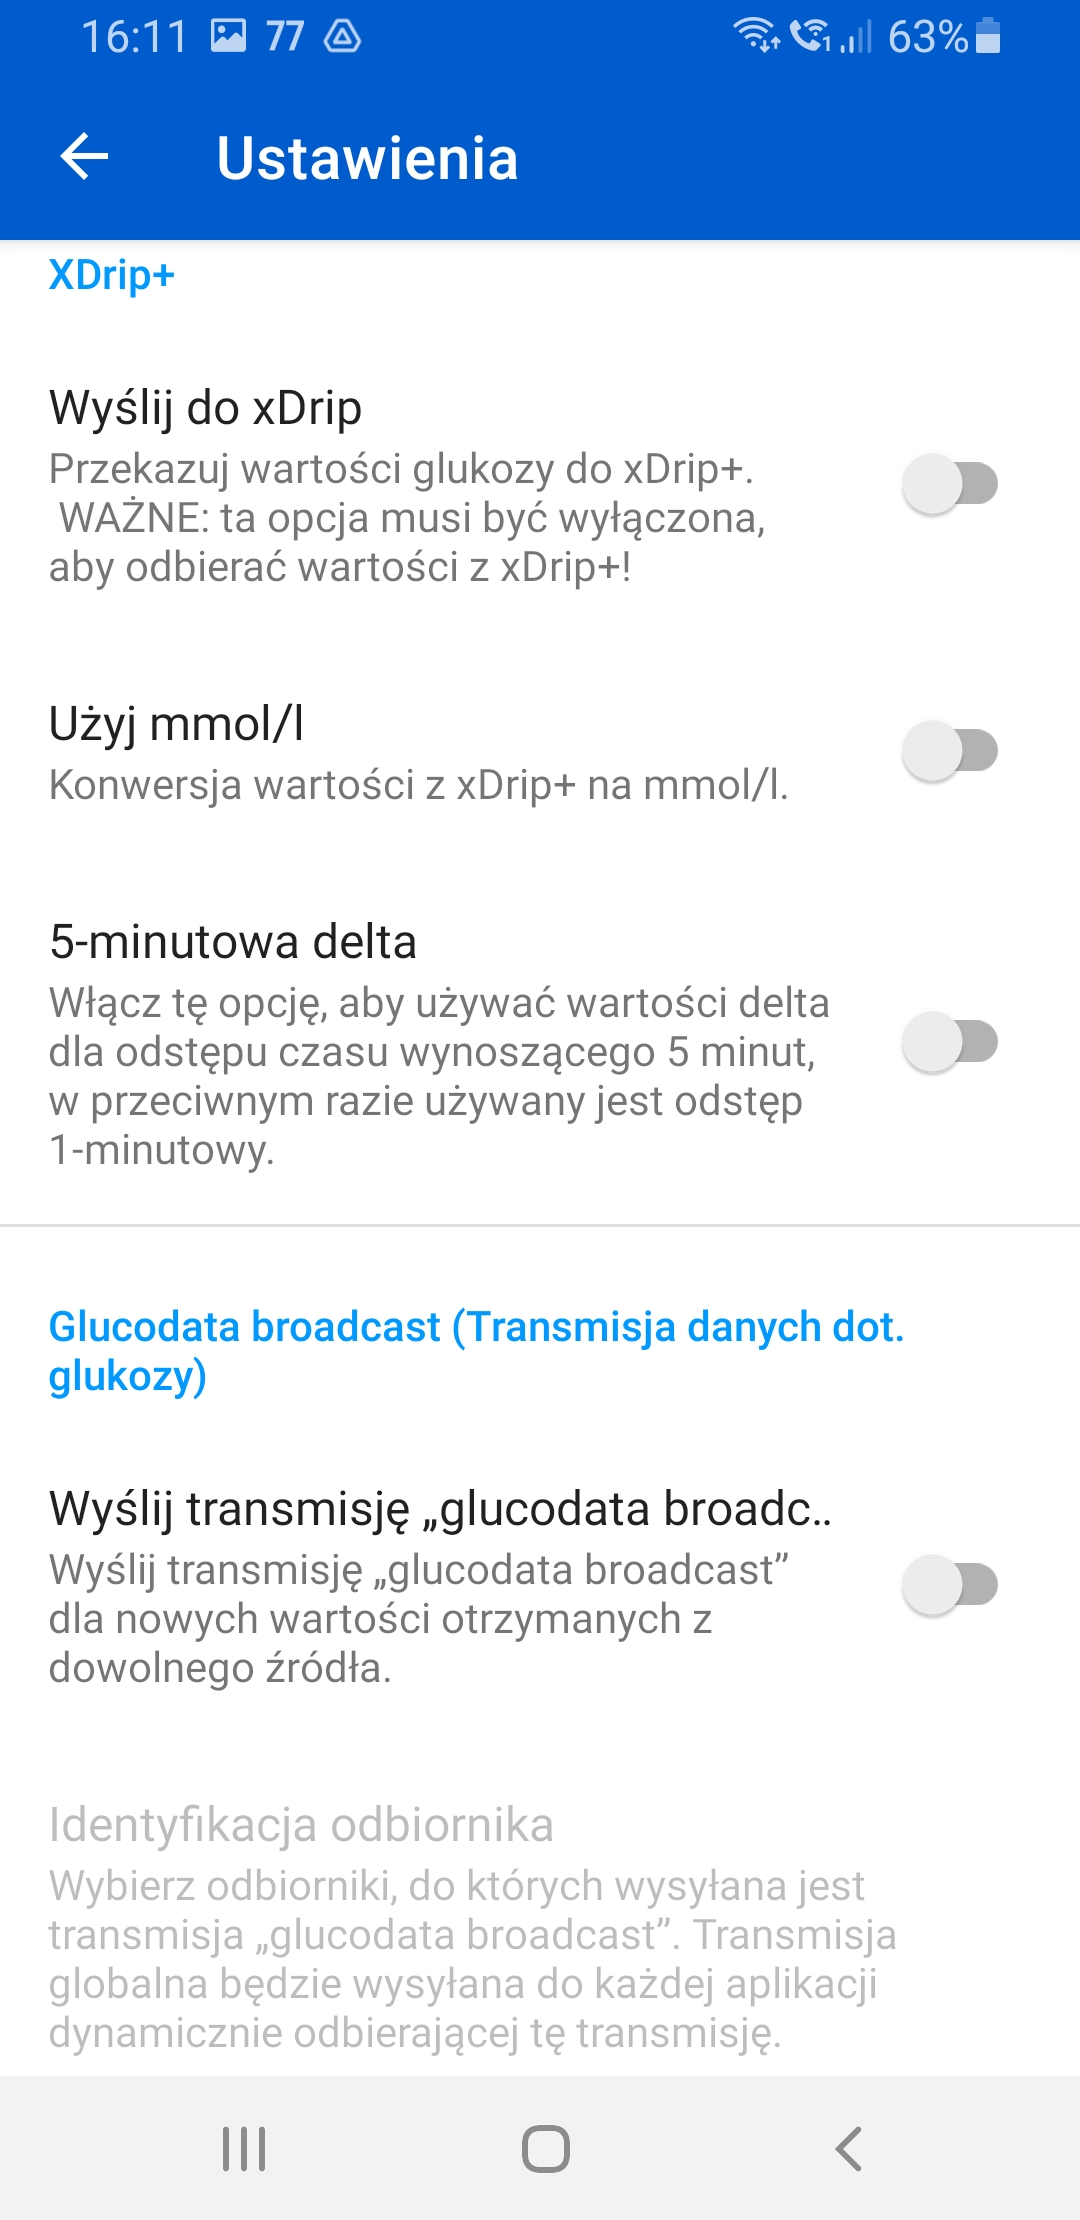 16:11 77 1 63%
Ustawienia
XDrip+
Wyślij do xDrip
Przekazuj wartości glukozy do xDrip+.
WAŻNE: ta opcja musi być wyłączona,
aby odbierać wartości z xDrip+!
Użyj mmol/l
Konwersja wartości z xDrip+ na mmol/l.
5-minutowa delta
Włącz tę opcję, aby używać wartości delta
dla odstępu czasu wynoszącego 5 minut,
w przeciwnym razie używany jest odstęp
1-minutowy.
Glucodata broadcast (Transmisja danych dot.
glukozy)
Wyślij transmisję „glucodata broadc..
Wyślij transmisję „glucodata broadcast”
dla nowych wartości otrzymanych z
dowolnego źródła.
Identyfikacja odbiornika
Wybierz odbiorniki, do których wysyłana jest
transmisja „glucodata broadcast”. Transmisja
globalna będzie wysyłana do każdej aplikacji
dynamicznie odbierającej tę transmisję.